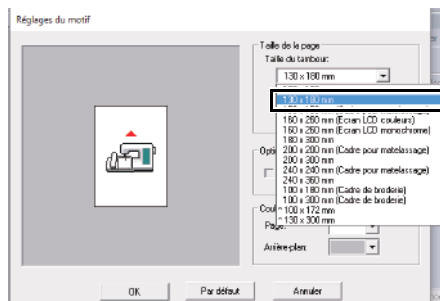 Réglages du motif
Taille de la page
Taille du tambour:
130 x 180 mm
130 x 180 mm
160 x 260 mm (Ecran LCD couleurs)
160 x 260 mm (Ecran LCD monochrome)
180 x 300 mm
200 x 200 mm (Cadre pour matelassage)
200 x 300 mm
240 x 240 mm (Cadre pour matelassage)
240 x 360 mm
100 x 180 mm (Cadre de broderie)
100 x 300 mm (Cadre de broderie)
* 100 x 172 mm
* 130 x 300 mm
Opti
Coul
Page:
Arrière-plan:
OK
Par défaut
Annuler